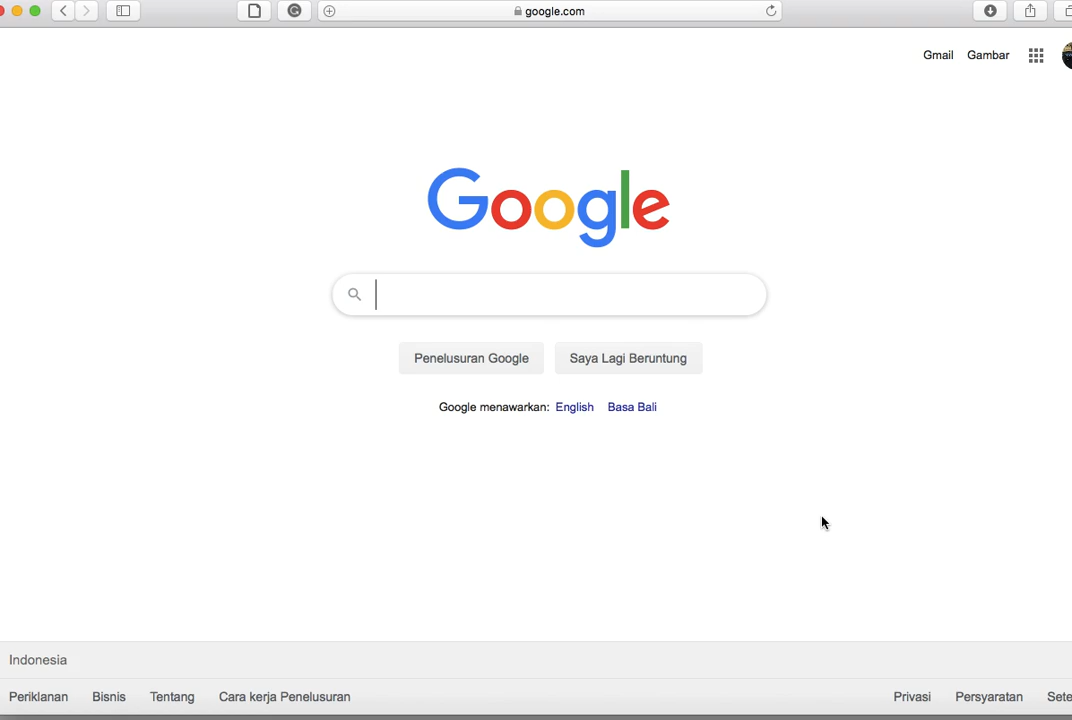 google.com
Gmail Gambar
Google
Penelusuran Google Saya Lagi Beruntung
Google menawarkan: English Basa Bali
Indonesia
Periklanan Bisnis Tentang Cara kerja Penelusuran Privasi Persyaratan Sete